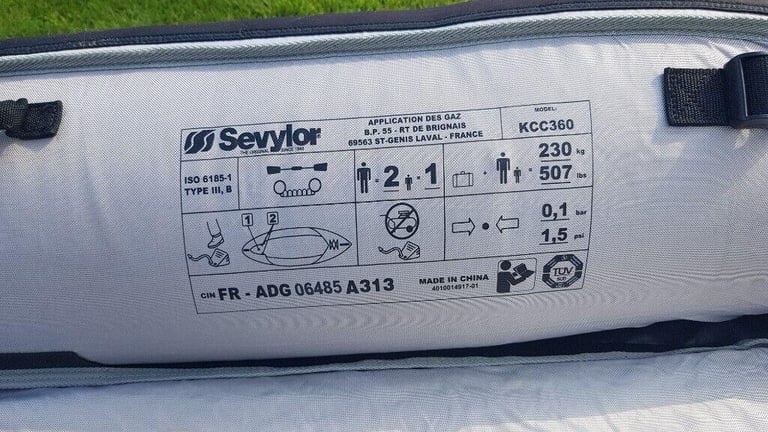 Sevylor
THE ORIGINAL SINCE 1948
APPLICATION DES GAZ
B.P. 55 - RT DE BRIGNAIS
69563 ST-GENIS LAVAL - FRANCE
MODEL:
KCC360
ISO 6185-1
TYPE III, B
2 1
230 kg
507 lbs
1 2
0,1 bar
1,5 psi
CIN FR - ADG 06485 A313
MADE IN CHINA
4010014917-01
TÜV
SÜD